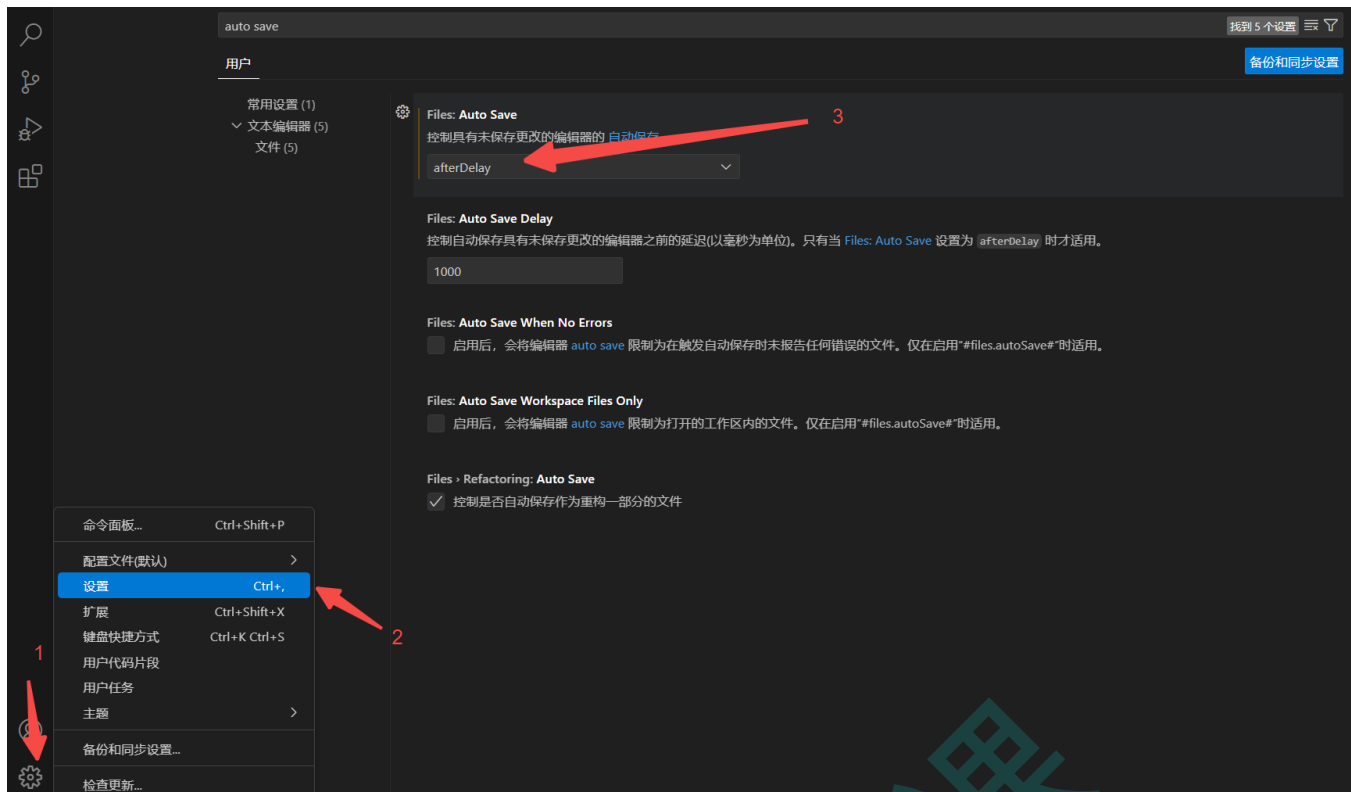 auto save
找到 5 个设置
用户
备份和同步设置
常用设置 (1)
文本编辑器 (5)
文件 (5)
Files: Auto Save
控制具有未保存更改的编辑器的 自动保存。
afterDelay
3
Files: Auto Save Delay
控制自动保存具有未保存更改的编辑器之前的延迟(以毫秒为单位)。只有当 Files: Auto Save 设置为 afterDelay 时才适用。
1000
Files: Auto Save When No Errors
启用后，会将编辑器 auto save 限制为在触发自动保存时未报告任何错误的文件。仅在启用"#files.autoSave#"时适用。
Files: Auto Save Workspace Files Only
启用后，会将编辑器 auto save 限制为打开的工作区内的文件。仅在启用"#files.autoSave#"时适用。
Files › Refactoring: Auto Save
控制是否自动保存作为重构一部分的文件
命令面板... Ctrl+Shift+P
配置文件(默认)
设置 Ctrl+,
扩展 Ctrl+Shift+X
键盘快捷方式 Ctrl+K Ctrl+S
用户代码片段
用户任务
主题
备份和同步设置...
检查更新...
1
2